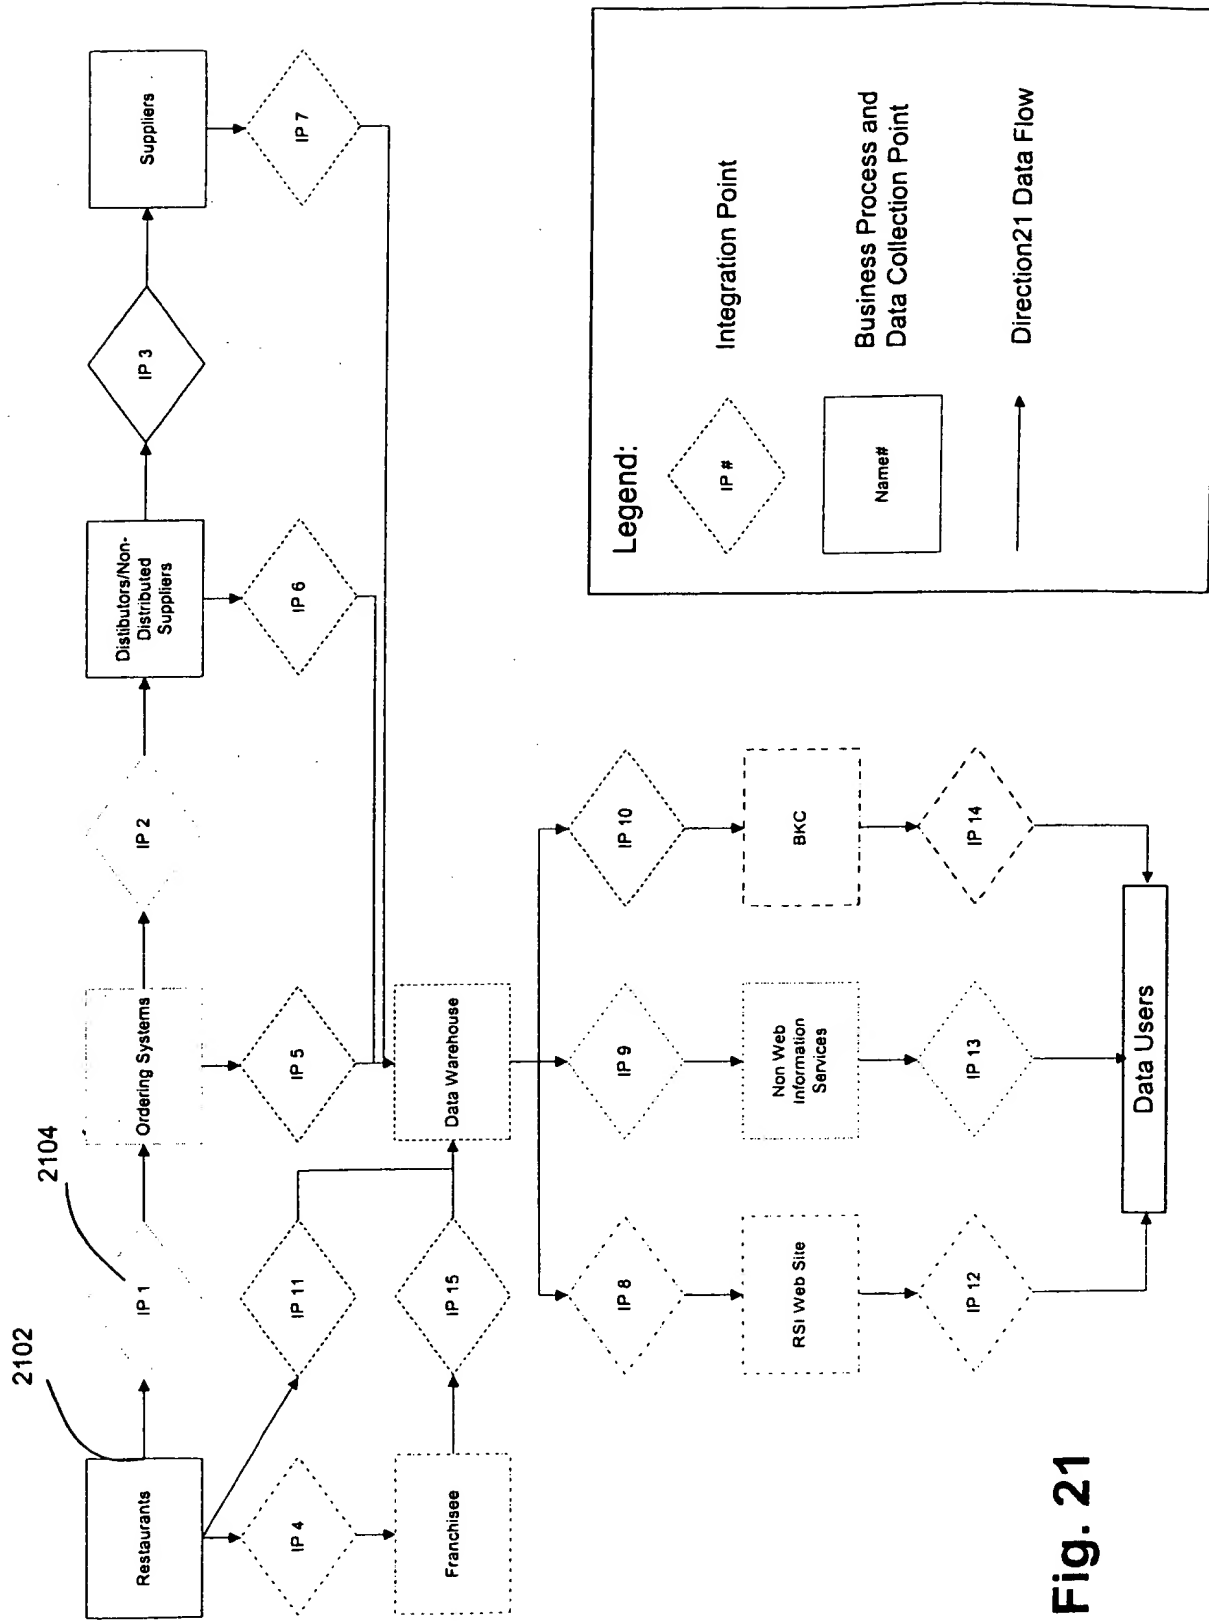 2102
2104
Restaurants
IP 1
Ordering Systems
IP 2
Distibutors/Non-
Distributed
Suppliers
IP 3
Suppliers
IP 4
IP 11
IP 5
IP 6
IP 7
Franchisee
IP 15
Data Warehouse
IP 8
IP 9
IP 10
RSI Web Site
Non Web
Information
Services
BKC
IP 12
IP 13
IP 14
Data Users
Legend:
IP #
Integration Point
Name#
Business Process and
Data Collection Point
Direction21 Data Flow
Fig. 21